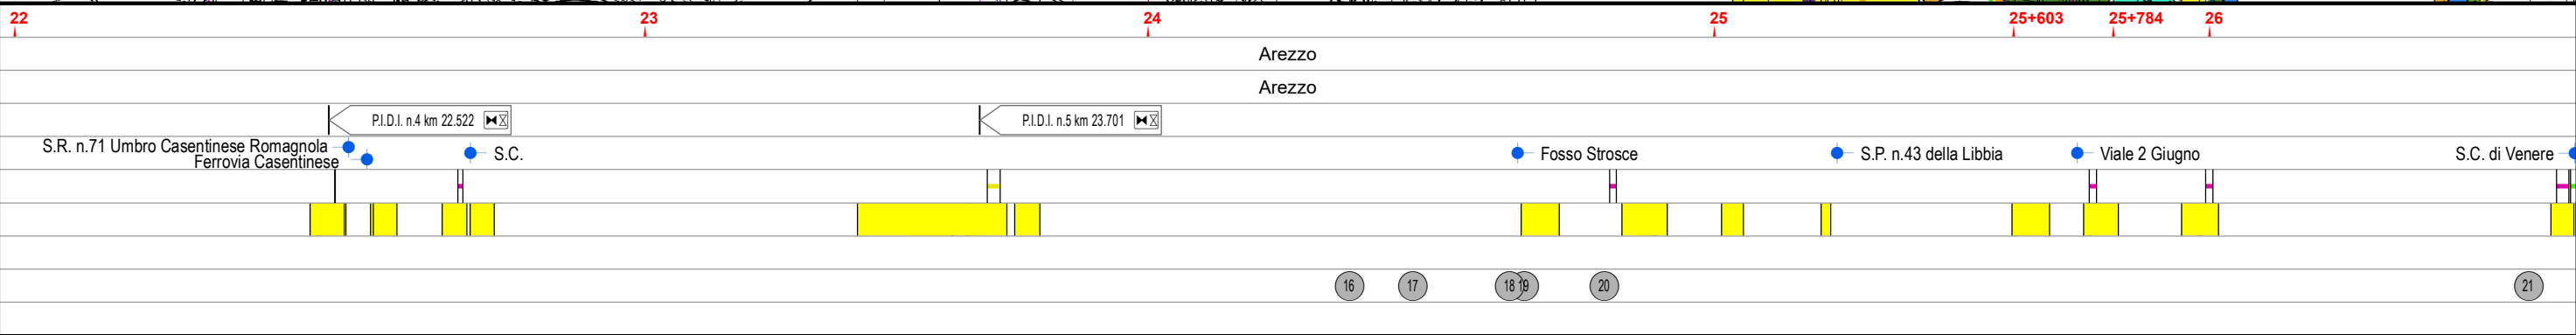 22 23 24 25 25+603 25+784 26
Arezzo
Arezzo
P.I.D.I. n.4 km 22.522 P.I.D.I. n.5 km 23.701
S.R. n.71 Umbro Casentinese Romagnola
Ferrovia Casentinese
S.C. Fosso Strosce S.P. n.43 della Libbia Viale 2 Giugno S.C. di Venere
16 17 18 19 20 21